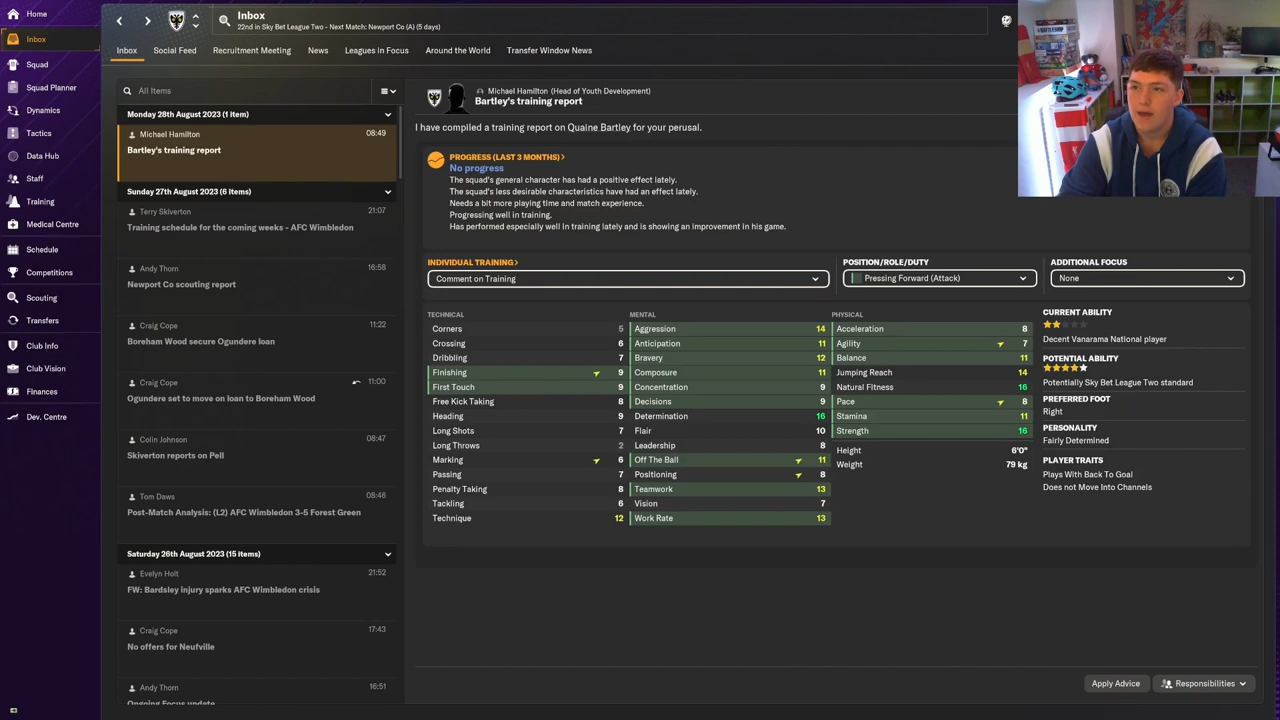 Home
Inbox
Squad
Squad Planner
Dynamics
Tactics
Data Hub
Staff
Training
Medical Centre
Schedule
Competitions
Scouting
Transfers
Club Info
Club Vision
Finances
Dev. Centre
Inbox
22nd in Sky Bet League Two - Next Match: Newport Co (A) (5 days)
Inbox Social Feed Recruitment Meeting News Leagues in Focus Around the World Transfer Window News
All Items
Monday 28th August 2023 (1 item)
Michael Hamilton 08:49
Bartley's training report
Sunday 27th August 2023 (6 items)
Terry Skiverton 21:07
Training schedule for the coming weeks - AFC Wimbledon
Andy Thorn 16:58
Newport Co scouting report
Craig Cope 11:22
Boreham Wood secure Ogundere loan
Craig Cope 11:00
Ogundere set to move on loan to Boreham Wood
Colin Johnson 08:47
Skiverton reports on Pell
Tom Daws 08:46
Post-Match Analysis: (L2) AFC Wimbledon 3-5 Forest Green
Saturday 26th August 2023 (15 items)
Evelyn Holt 21:52
FW: Bardsley injury sparks AFC Wimbledon crisis
Craig Cope 17:43
No offers for Neufville
Andy Thorn 16:51
Ongoing Focus update
Michael Hamilton (Head of Youth Development)
Bartley's training report
I have compiled a training report on Quaine Bartley for your perusal.
PROGRESS (LAST 3 MONTHS)
No progress
The squad's general character has had a positive effect lately.
The squad's less desirable characteristics have had an effect lately.
Needs a bit more playing time and match experience.
Progressing well in training.
Has performed especially well in training lately and is showing an improvement in his game.
INDIVIDUAL TRAINING
Comment on Training
POSITION/ROLE/DUTY
Pressing Forward (Attack)
ADDITIONAL FOCUS
None
TECHNICAL
Corners 5
Crossing 6
Dribbling 7
Finishing 9
First Touch 9
Free Kick Taking 8
Heading 9
Long Shots 7
Long Throws 2
Marking 6
Passing 7
Penalty Taking 8
Tackling 6
Technique 12
MENTAL
Aggression 14
Anticipation 11
Bravery 12
Composure 11
Concentration 9
Decisions 9
Determination 16
Flair 10
Leadership 8
Off The Ball 11
Positioning 8
Teamwork 13
Vision 7
Work Rate 13
PHYSICAL
Acceleration 8
Agility 7
Balance 11
Jumping Reach 14
Natural Fitness 16
Pace 8
Stamina 11
Strength 16
Height 6'0"
Weight 79 kg
CURRENT ABILITY
Decent Vanarama National player
POTENTIAL ABILITY
Potentially Sky Bet League Two standard
PREFERRED FOOT
Right
PERSONALITY
Fairly Determined
PLAYER TRAITS
Plays With Back To Goal
Does not Move Into Channels
Apply Advice
Responsibilities